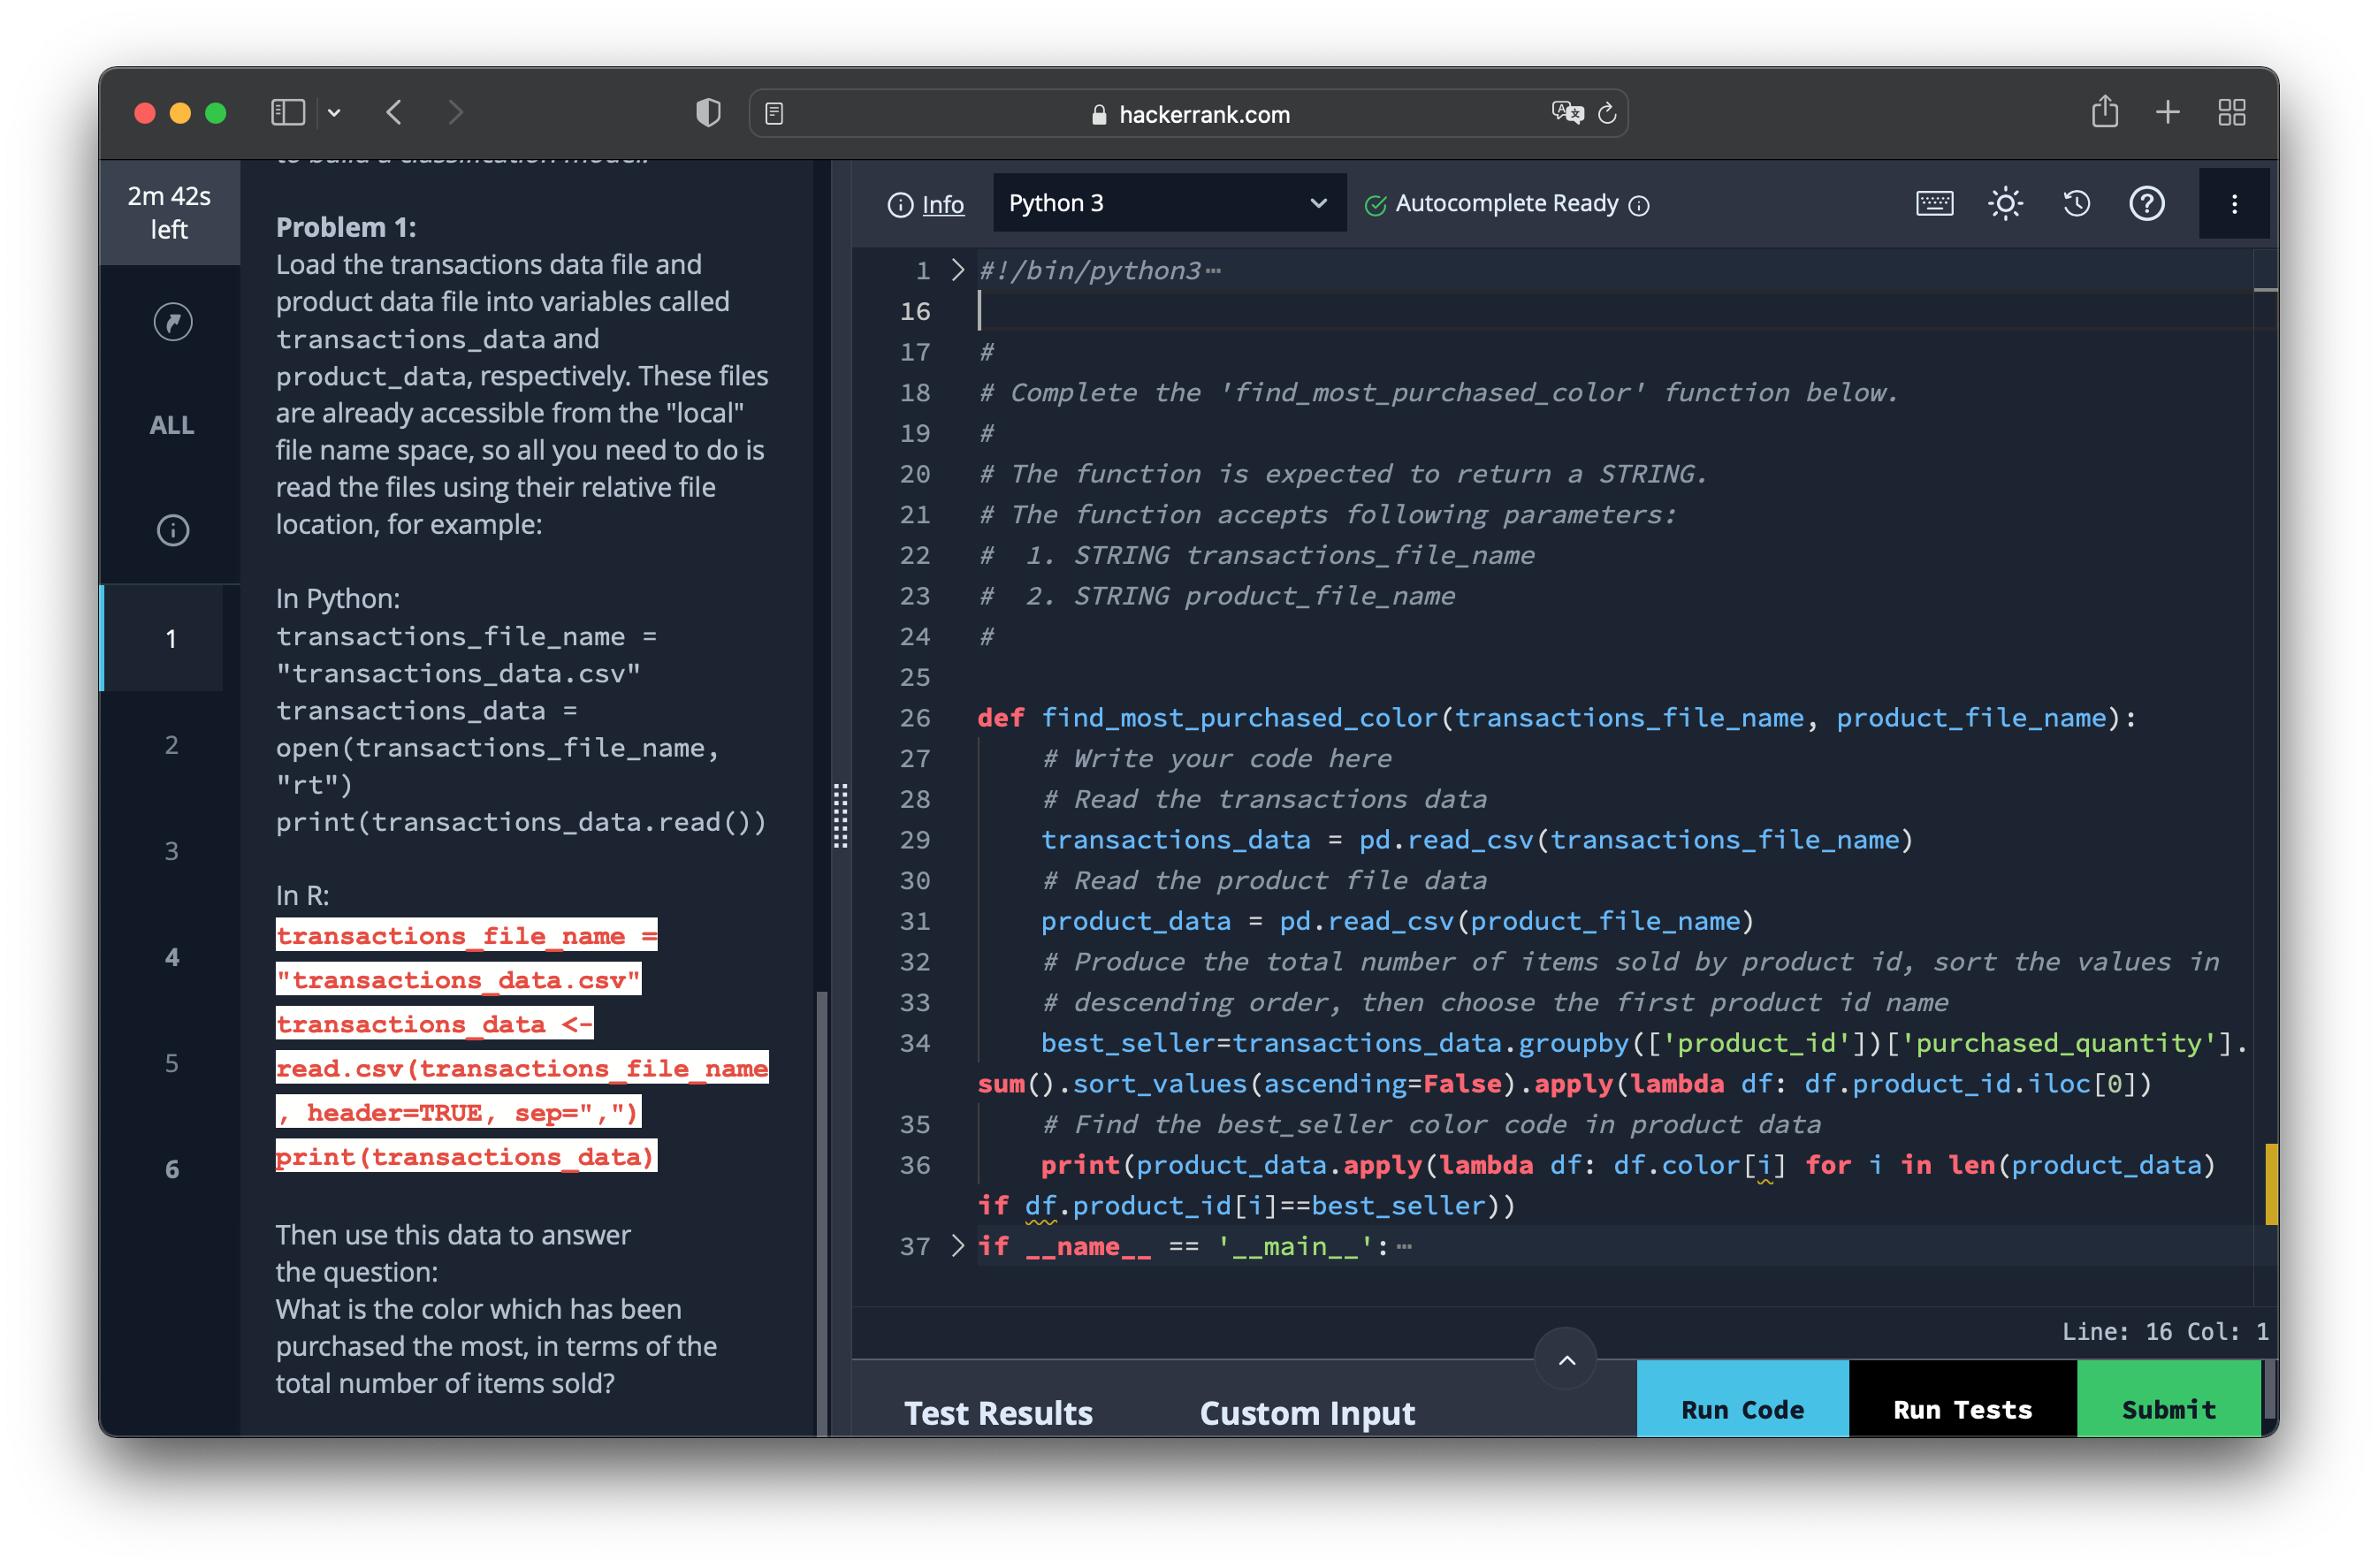 hackerrank.com
2m 42s
left
ALL
1
2
3
4
5
6
to build a classification model.
Problem 1:
Load the transactions data file and
product data file into variables called
transactions_data and
product_data, respectively. These files
are already accessible from the "local"
file name space, so all you need to do is
read the files using their relative file
location, for example:
In Python:
transactions_file_name =
"transactions_data.csv"
transactions_data =
open(transactions_file_name,
"rt")
print(transactions_data.read())
In R:
transactions_file_name =
"transactions_data.csv"
transactions_data <-
read.csv(transactions_file_name
, header=TRUE, sep=",")
print(transactions_data)
Then use this data to answer
the question:
What is the color which has been
purchased the most, in terms of the
total number of items sold?
Info
Python 3
Autocomplete Ready
1 #!/bin/python3
16
17 #
18 # Complete the 'find_most_purchased_color' function below.
19 #
20 # The function is expected to return a STRING.
21 # The function accepts following parameters:
22 #  1. STRING transactions_file_name
23 #  2. STRING product_file_name
24 #
25
26 def find_most_purchased_color(transactions_file_name, product_file_name):
27     # Write your code here
28     # Read the transactions data
29     transactions_data = pd.read_csv(transactions_file_name)
30     # Read the product file data
31     product_data = pd.read_csv(product_file_name)
32     # Produce the total number of items sold by product id, sort the values in
33     # descending order, then choose the first product id name
34     best_seller=transactions_data.groupby(['product_id'])['purchased_quantity'].
sum().sort_values(ascending=False).apply(lambda df: df.product_id.iloc[0])
35     # Find the best_seller color code in product data
36     print(product_data.apply(lambda df: df.color[i] for i in len(product_data)
if df.product_id[i]==best_seller))
37 if __name__ == '__main__':
Line: 16 Col: 1
Test Results
Custom Input
Run Code
Run Tests
Submit